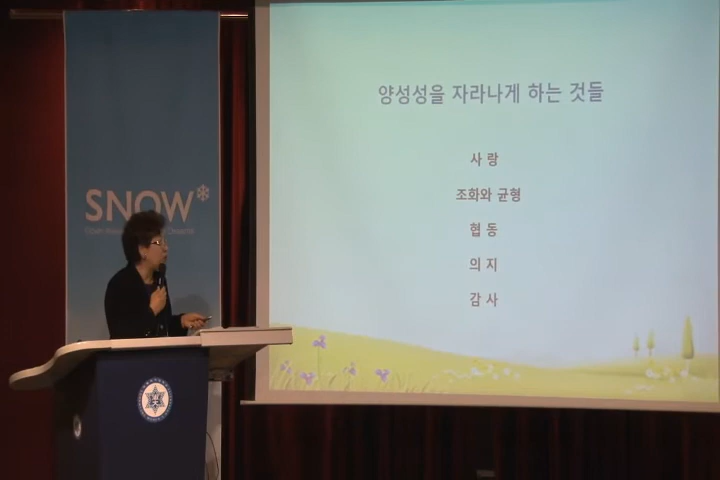 양성성을 자라나게 하는 것들
사 랑
조화와 균형
협 동
의 지
감 사
SNOW